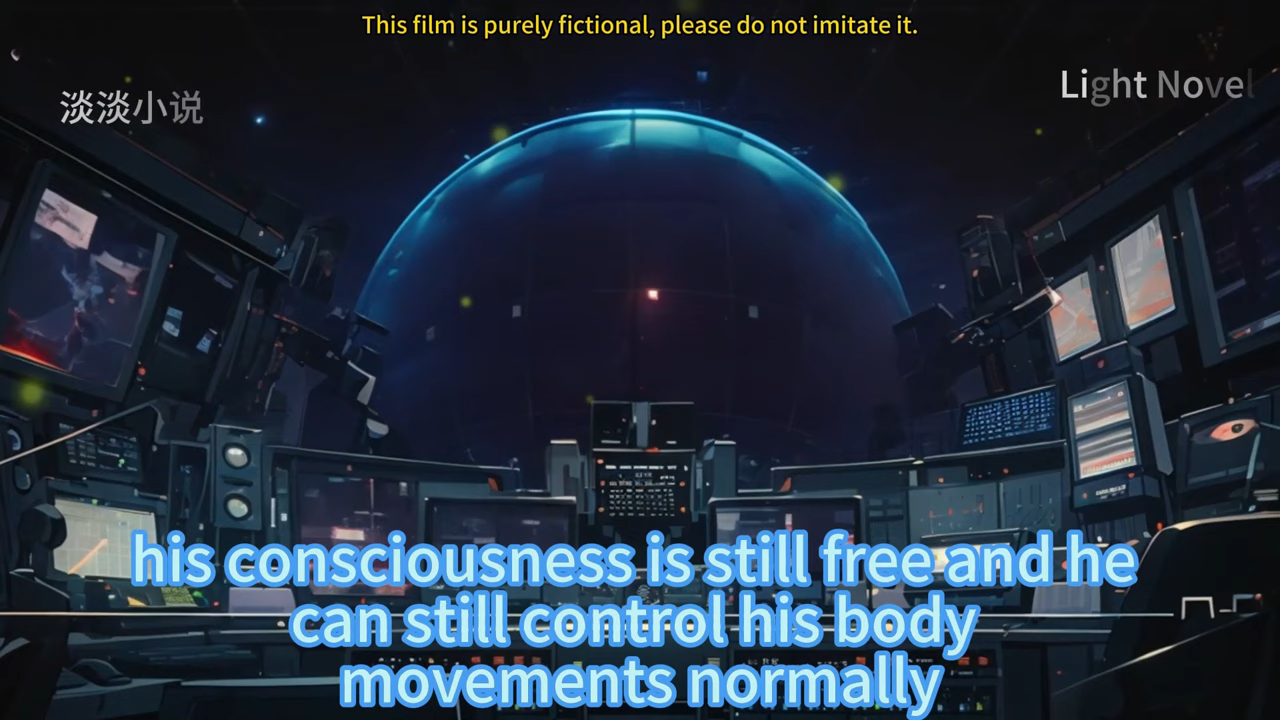 This film is purely fictional, please do not imitate it.
淡淡小说
Light Novel
his consciousness is still free and he
can still control his body
movements normally